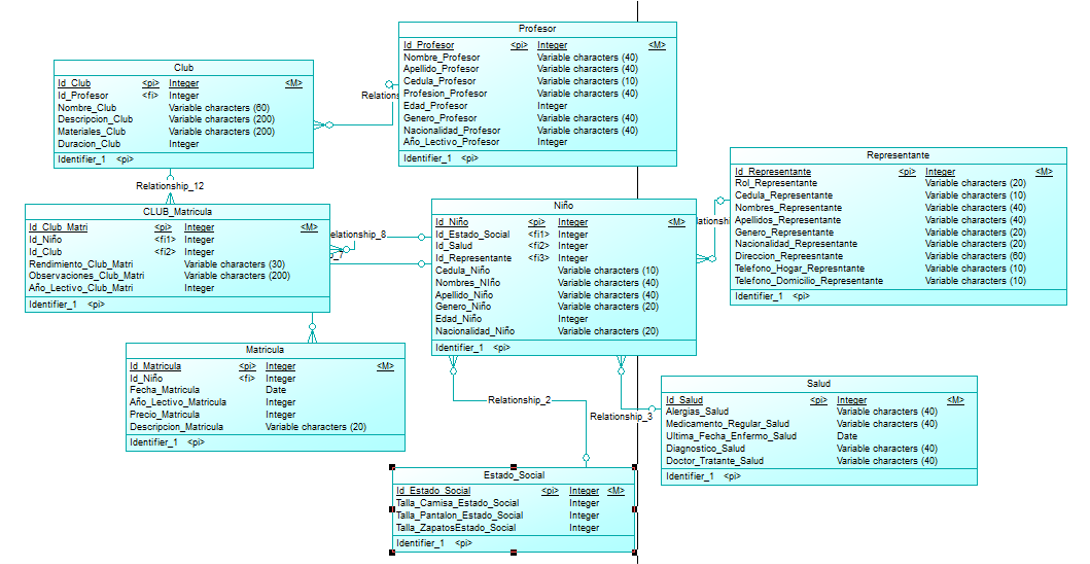 Profesor
Id_Profesor <pi> Integer <M>
Nombre_Profesor Variable characters (40)
Apellido_Profesor Variable characters (40)
Cedula_Profesor Variable characters (10)
Profesion_Profesor Variable characters (40)
Edad_Profesor Integer
Genero_Profesor Variable characters (40)
Nacionalidad_Profesor Variable characters (40)
Año_Lectivo_Profesor Integer
Identifier_1 <pi>
Club
Id_Club <pi> Integer <M>
Id_Profesor <fi> Integer
Nombre_Club Variable characters (60)
Descripcion_Club Variable characters (200)
Materiales_Club Variable characters (200)
Duracion_Club Integer
Identifier_1 <pi>
Relations
Relationship_12
Representante
Id_Representante <pi> Integer <M>
Rol_Representante Variable characters (20)
Cedula_Representante Variable characters (10)
Nombres_Representante Variable characters (40)
Apellidos_Representante Variable characters (40)
Genero_Representante Variable characters (20)
Nacionalidad_Respresentante Variable characters (20)
Direccion_Repreesntante Variable characters (60)
Telefono_Hogar_Represntante Variable characters (10)
Telefono_Domicilio_Representante Variable characters (10)
Identifier_1 <pi>
CLUB_Matricula
Id_Club_Matri <pi> Integer <M>
Id_Niño <fi1> Integer
Id_Club <fi2> Integer
Rendimiento_Club_Matri Variable characters (30)
Observaciones_Club_Matri Variable characters (200)
Año_Lectivo_Club_Matri Integer
Identifier_1 <pi>
elationship_8
p_7
Niño
Id_Niño <pi> Integer <M>
Id_Estado_Social <fi1> Integer
Id_Salud <fi2> Integer
Id_Representante <fi3> Integer
Cedula_Niño Variable characters (10)
Nombres_NIño Variable characters (40)
Apellido_Niño Variable characters (40)
Genero_Niño Variable characters (20)
Edad_Niño Integer
Nacionalidad_Niño Variable characters (20)
Identifier_1 <pi>
lationsh
Matricula
Id_Matricula <pi> Integer <M>
Id_Niño <fi> Integer
Fecha_Matricula Date
Año_Lectivo_Matricula Integer
Precio_Matricula Integer
Descripcion_Matricula Variable characters (20)
Identifier_1 <pi>
Relationship_2
Relationship_3
Salud
Id_Salud <pi> Integer <M>
Alergias_Salud Variable characters (40)
Medicamento_Regular_Salud Variable characters (40)
Ultima_Fecha_Enfermo_Salud Date
Diagnostico_Salud Variable characters (40)
Doctor_Tratante_Salud Variable characters (40)
Identifier_1 <pi>
Estado_Social
Id_Estado_Social <pi> Integer <M>
Talla_Camisa_Estado_Social Integer
Talla_Pantalon_Estado_Social Integer
Talla_ZapatosEstado_Social Integer
Identifier_1 <pi>